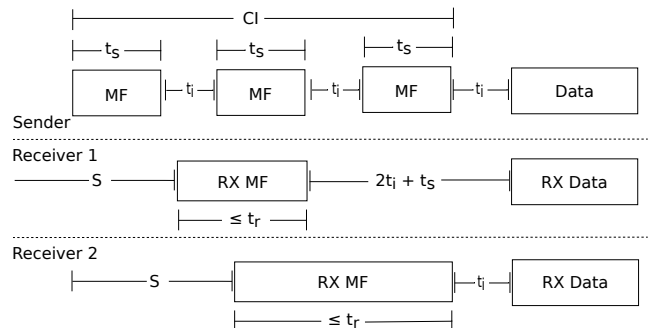 CI
tS tS tS
MF ti MF ti MF ti Data
Sender
Receiver 1
S RX MF 2ti + tS RX Data
≤ tr
Receiver 2
S RX MF ti RX Data
≤ tr